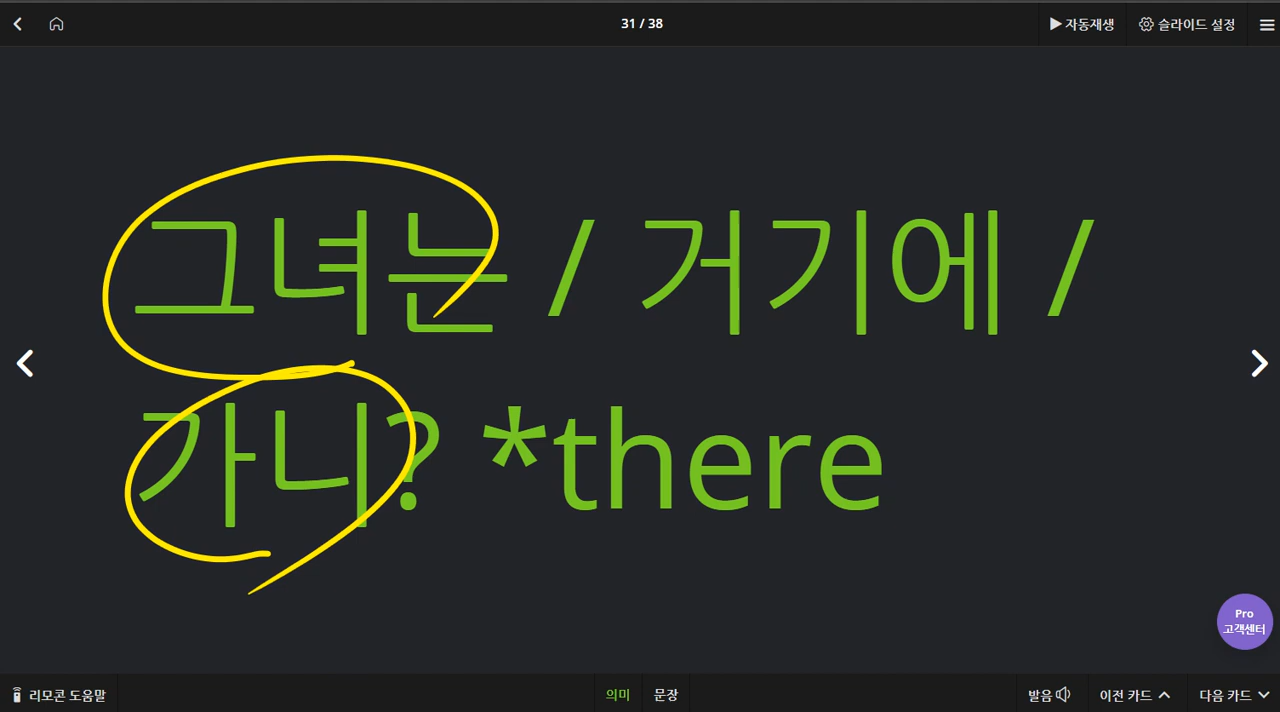 31 / 38
자동재생
슬라이드 설정
그녀는 / 거기에 /
가니? *there
Pro
고객센터
리모콘 도움말
의미
문장
발음
이전 카드
다음 카드